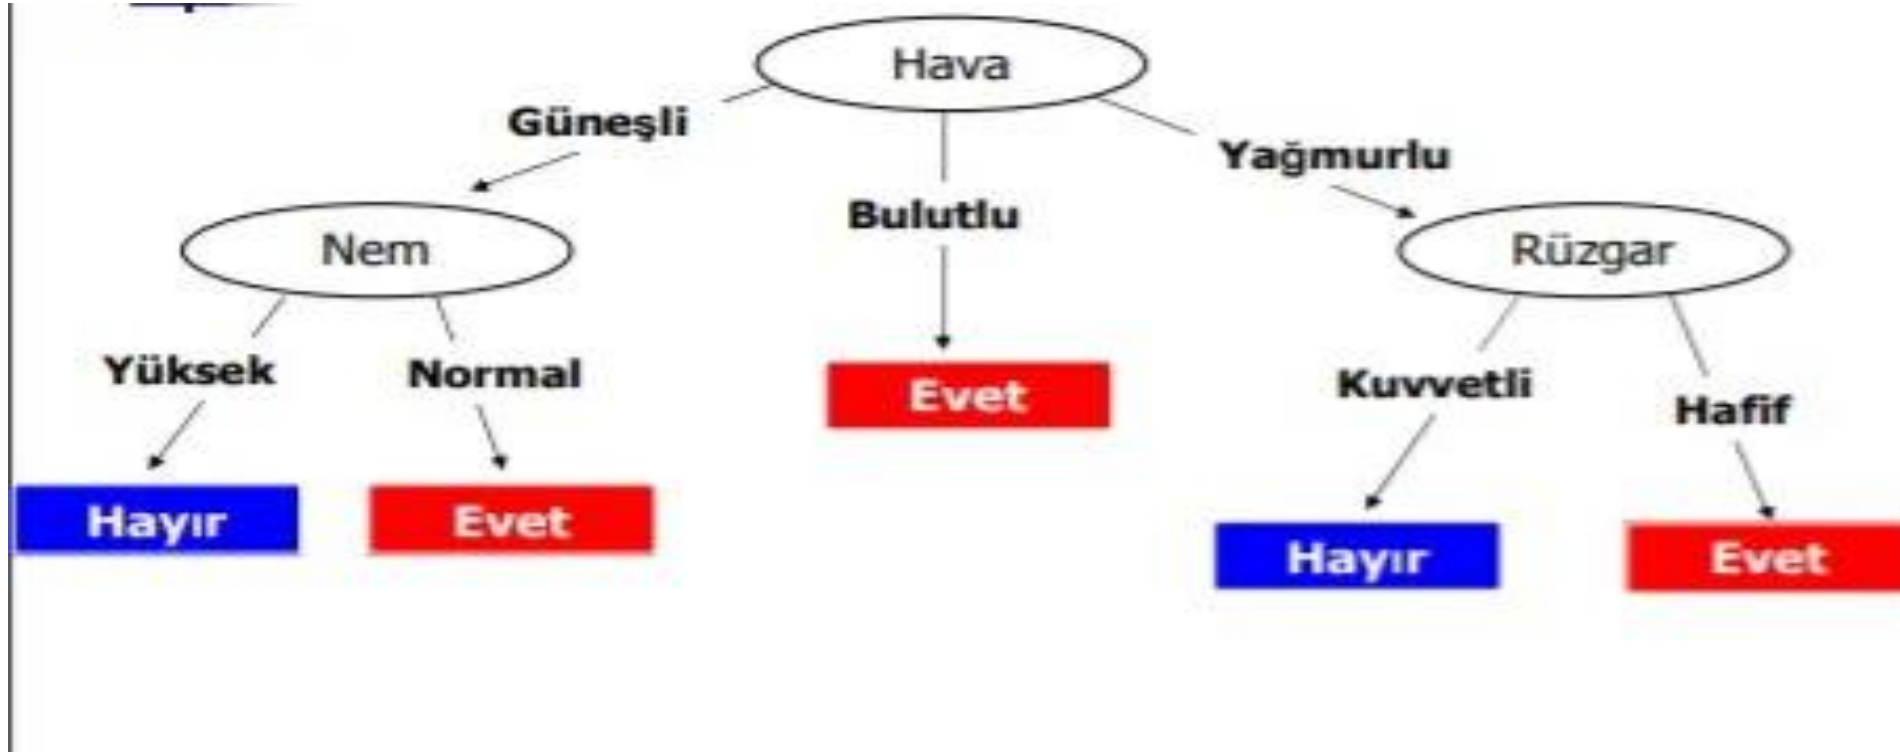 Hava
Güneşli
Yağmurlu
Bulutlu
Nem
Rüzgar
Yüksek
Normal
Evet
Kuvvetli
Hafif
Hayır
Evet
Hayır
Evet